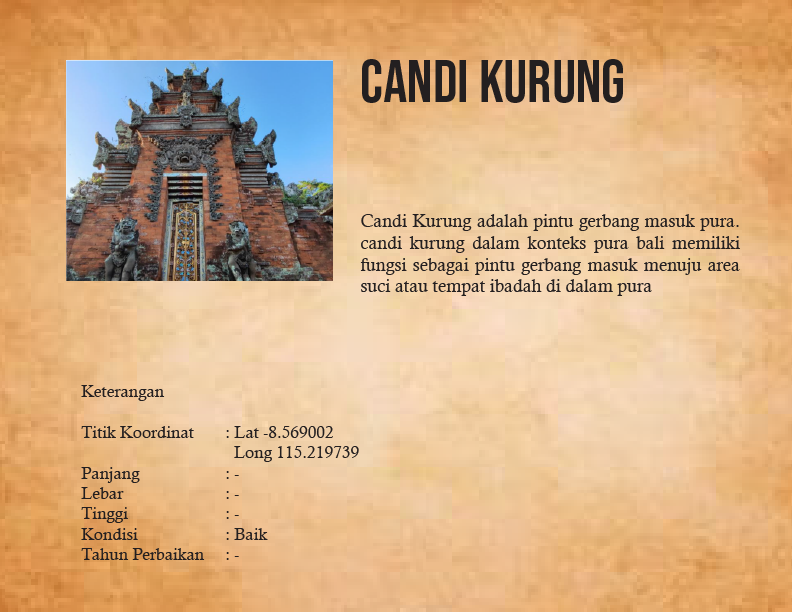 CANDI KURUNG
Candi Kurung adalah pintu gerbang masuk pura.
candi kurung dalam konteks pura bali memiliki
fungsi sebagai pintu gerbang masuk menuju area
suci atau tempat ibadah di dalam pura
Keterangan
Titik Koordinat : Lat -8.569002
Long 115.219739
Panjang : -
Lebar : -
Tinggi : -
Kondisi : Baik
Tahun Perbaikan : -